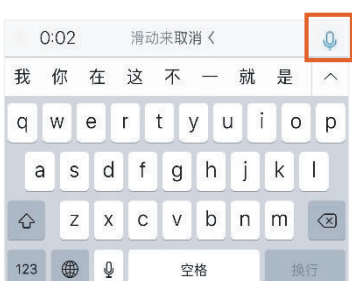 0:02 滑动来取消 <
我 你 在 这 不 一 就 是
q w e r t y u i o p
a s d f g h j k l
z x c v b n m
123 空格 换行